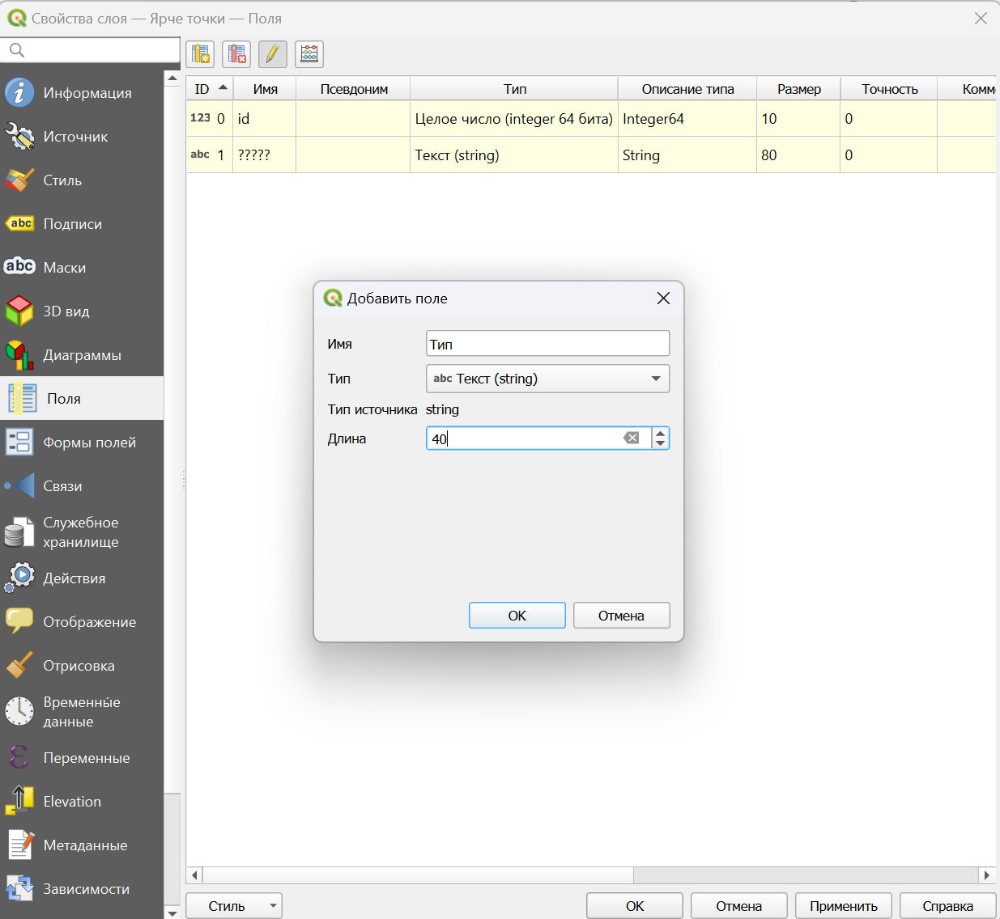 Свойства слоя — Ярче точки — Поля
Информация
Источник
Стиль
abc Подписи
abc Маски
3D вид
Диаграммы
Поля
Формы полей
Связи
Служебное
хранилище
Действия
Отображение
Отрисовка
Временны́е
данные
Переменные
Elevation
Метаданные
Зависимости
ID Имя Псевдоним Тип Описание типа Размер Точность Комм
123 0 id Целое число (integer 64 бита) Integer64 10 0
abc 1 ????? Текст (string) String 80 0
Добавить поле
Имя Тип
Тип abc Текст (string)
Тип источника string
Длина 40
OK Отмена
Стиль OK Отмена Применить Справка